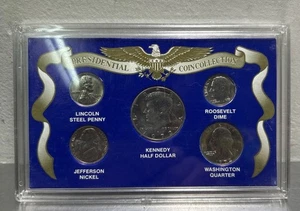 PRESIDENTIAL COIN COLLECTION
LINCOLN
STEEL PENNY
ROOSEVELT
DIME
KENNEDY
HALF DOLLAR
JEFFERSON
NICKEL
WASHINGTON
QUARTER